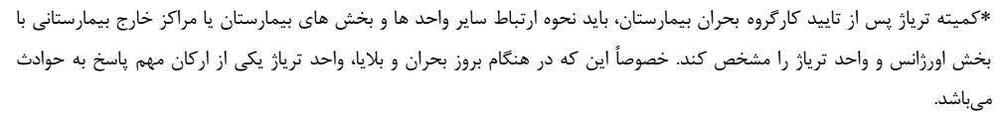 *کمیته تریاژ پس از تایید کارگروه بحران بیمارستان، باید نحوه ارتباط سایر واحد ها و بخش های بیمارستان یا مراکز خارج بیمارستانی با
بخش اورژانس و واحد تریاژ را مشخص کند. خصوصاً این که در هنگام بروز بحران و بلایا، واحد تریاژ یکی از ارکان مهم پاسخ به حوادث
می‌باشد.